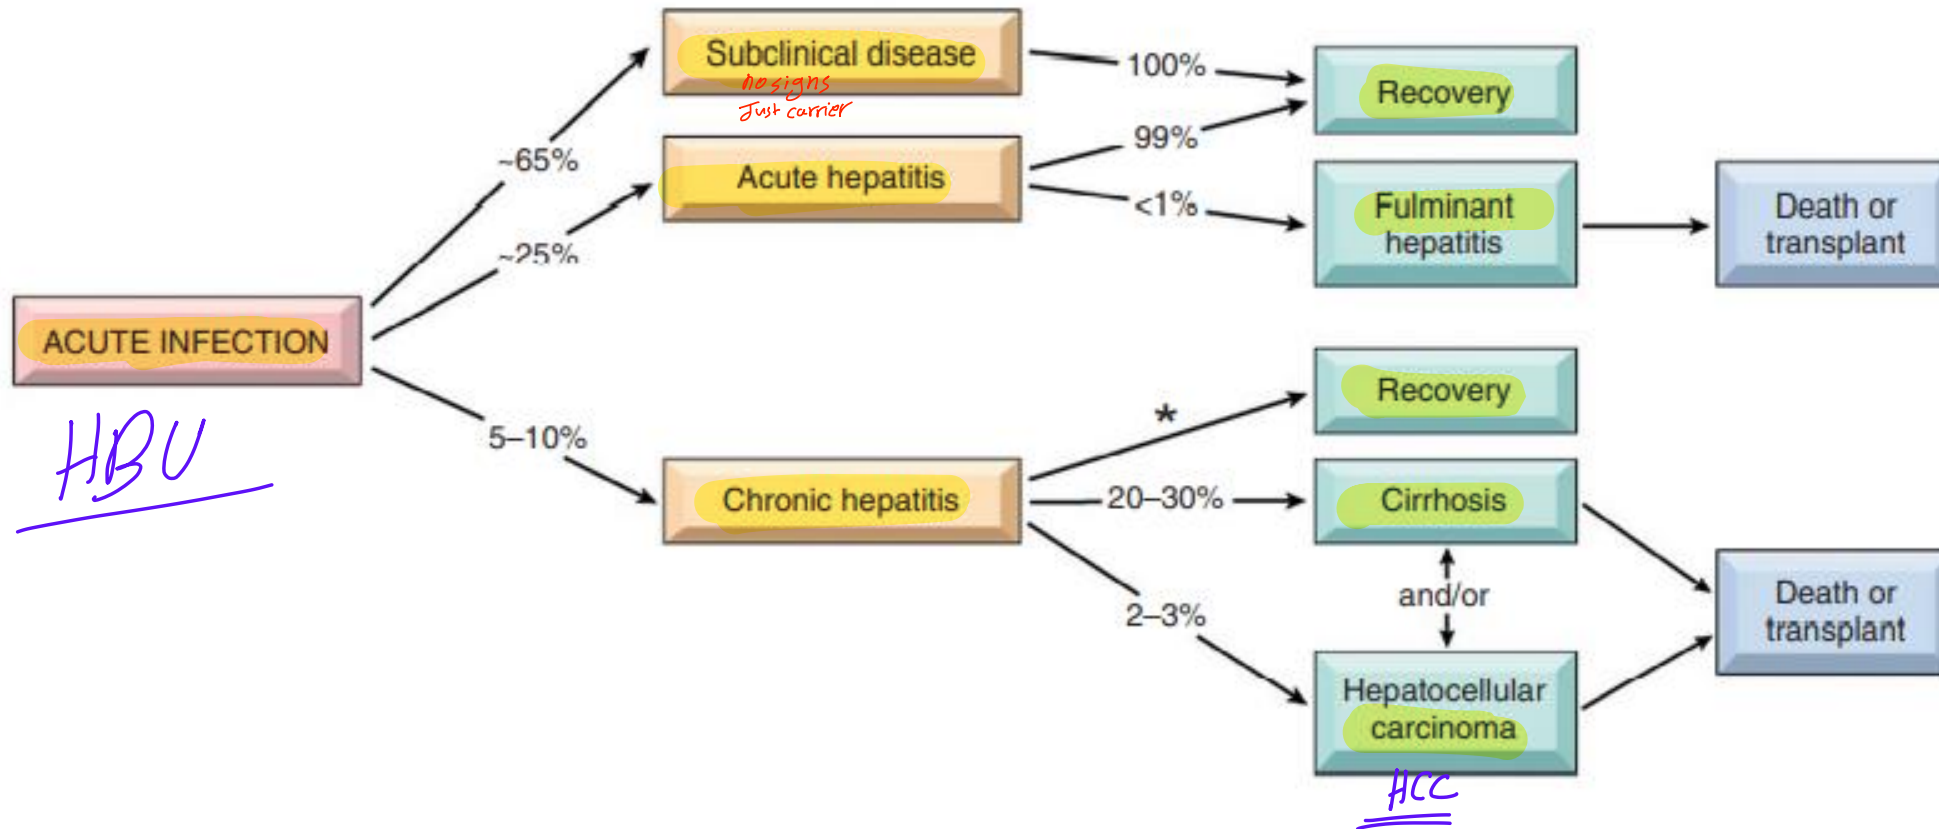 Subclinical disease
no signs
Just carrier
100%
Recovery
~65%
Acute hepatitis
99%
<1%
Fulminant
hepatitis
Death or
transplant
~25%
ACUTE INFECTION
HBU
5–10%
Chronic hepatitis
*
Recovery
20–30%
Cirrhosis
and/or
2–3%
Hepatocellular
carcinoma
HCC
Death or
transplant